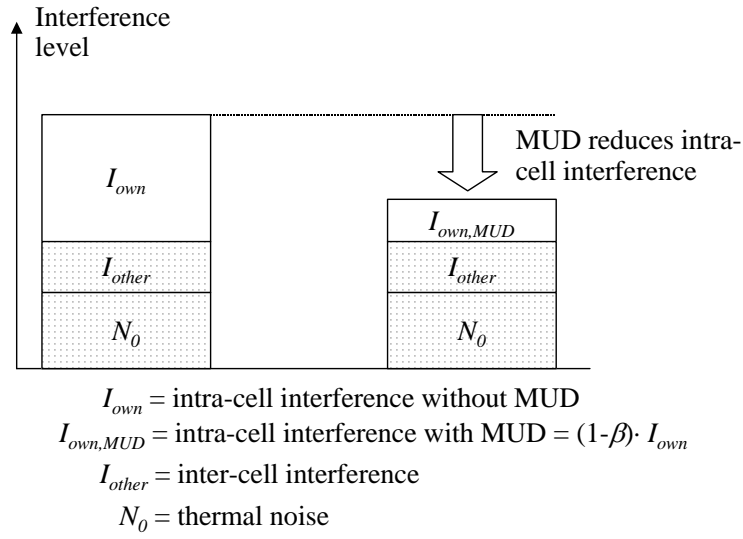 Interference
level
MUD reduces intra-
cell interference
I_own
I_own,MUD
I_other
I_other
N_0
N_0
I_own = intra-cell interference without MUD
I_own,MUD = intra-cell interference with MUD = (1-β)· I_own
I_other = inter-cell interference
N_0 = thermal noise